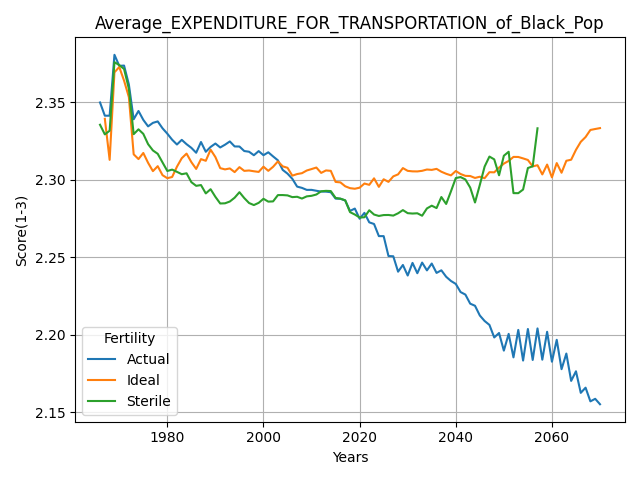 Average_EXPENDITURE_FOR_TRANSPORTATION_of_Black_Pop
Score(1-3)
2.35
2.30
2.25
2.20
2.15
Fertility
Actual
Ideal
Sterile
1980 2000 2020 2040 2060
Years